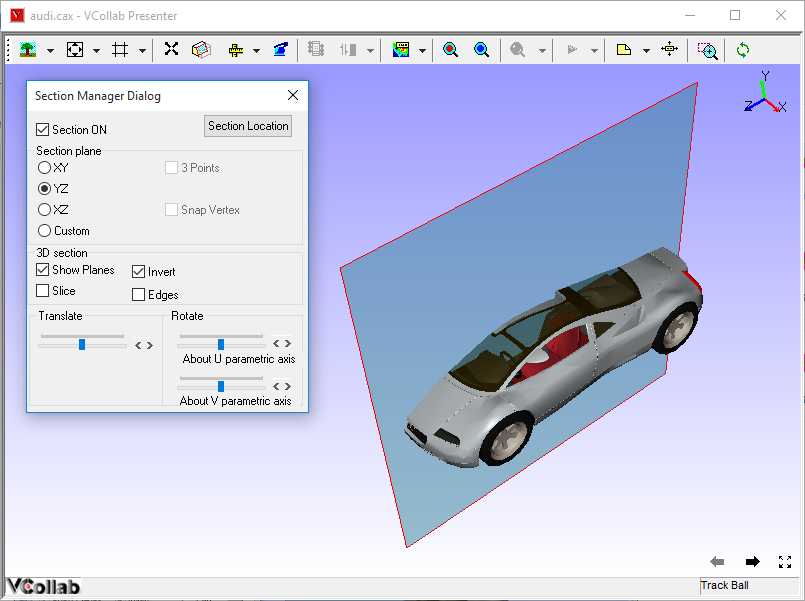 audi.cax - VCollab Presenter
Y
Z
X
Section Manager Dialog
Section ON
Section Location
Section plane
XY
3 Points
YZ
XZ
Snap Vertex
Custom
3D section
Show Planes
Invert
Slice
Edges
Translate
Rotate
About U parametric axis
About V parametric axis
VCollab
Track Ball